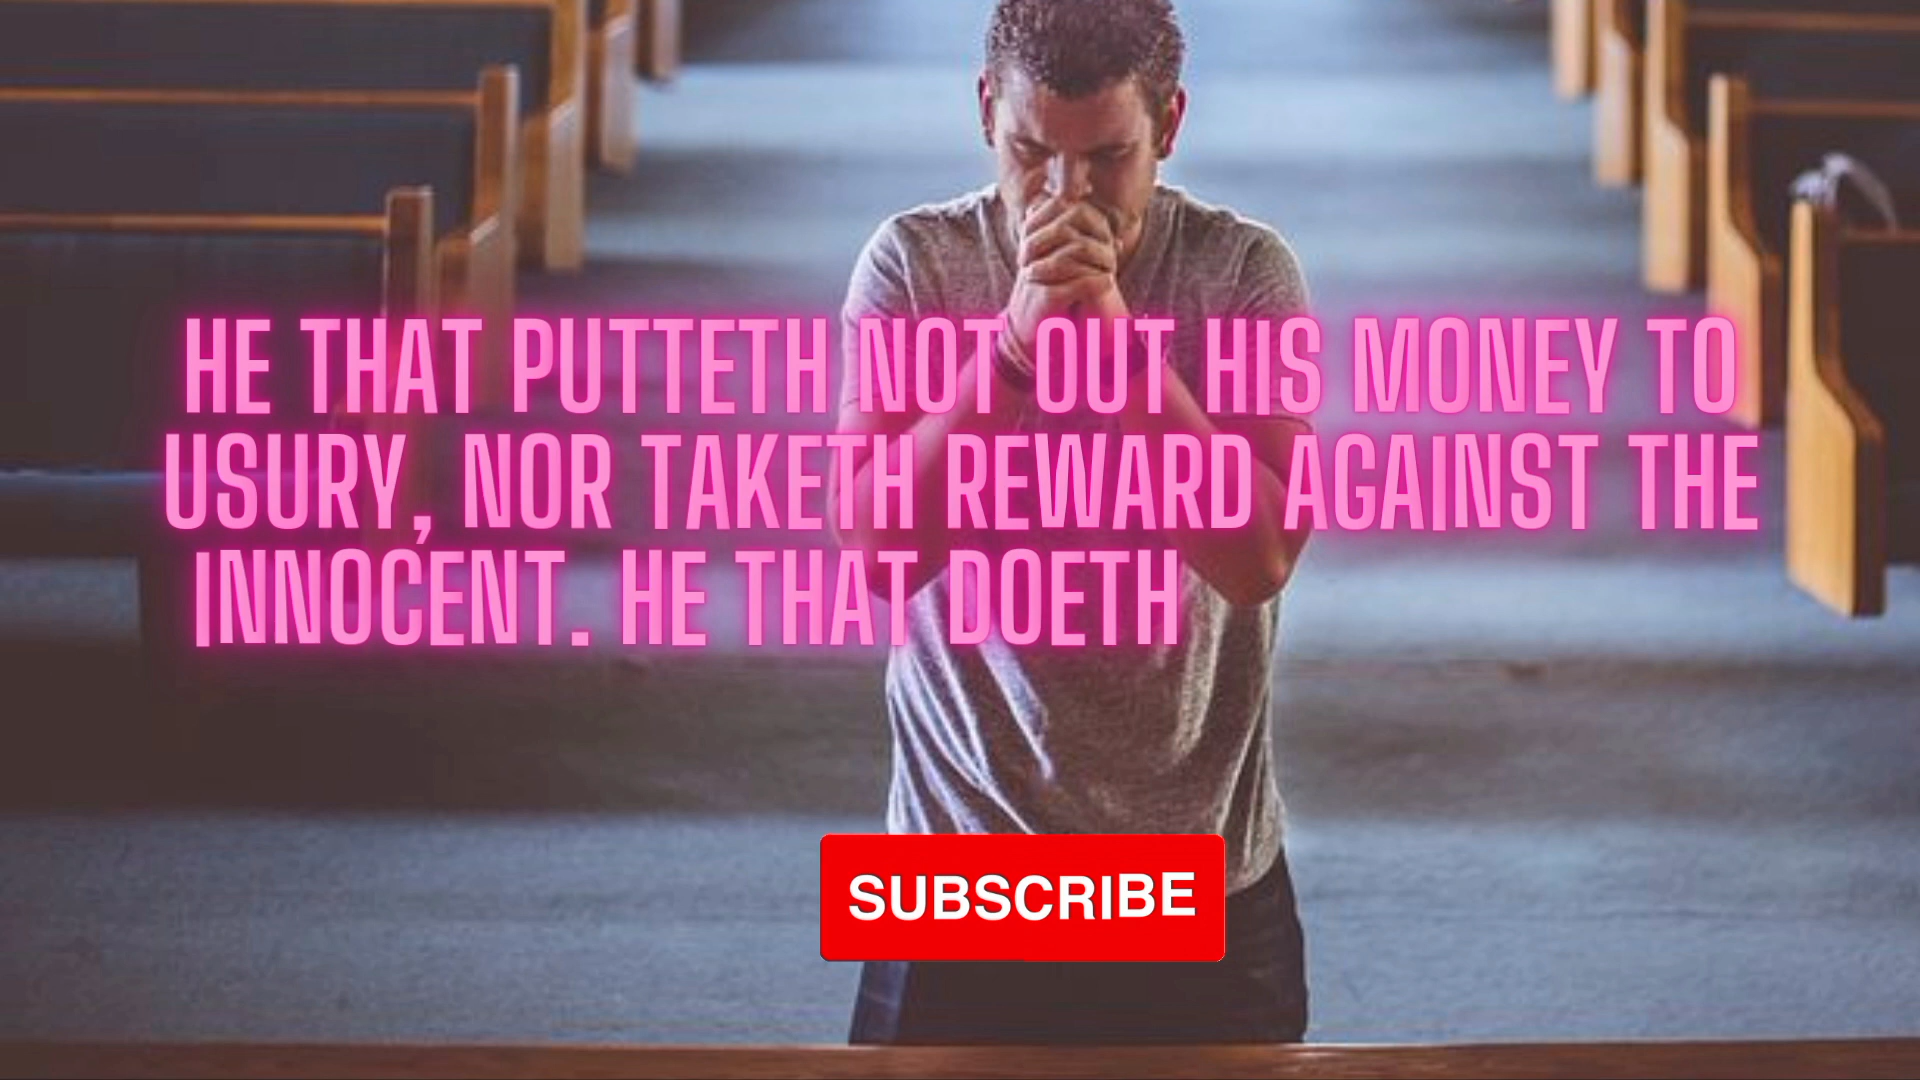 HE THAT PUTTETH NOT OUT HIS MONEY TO
USURY, NOR TAKETH REWARD AGAINST THE
INNOCENT. HE THAT DOETH
SUBSCRIBE